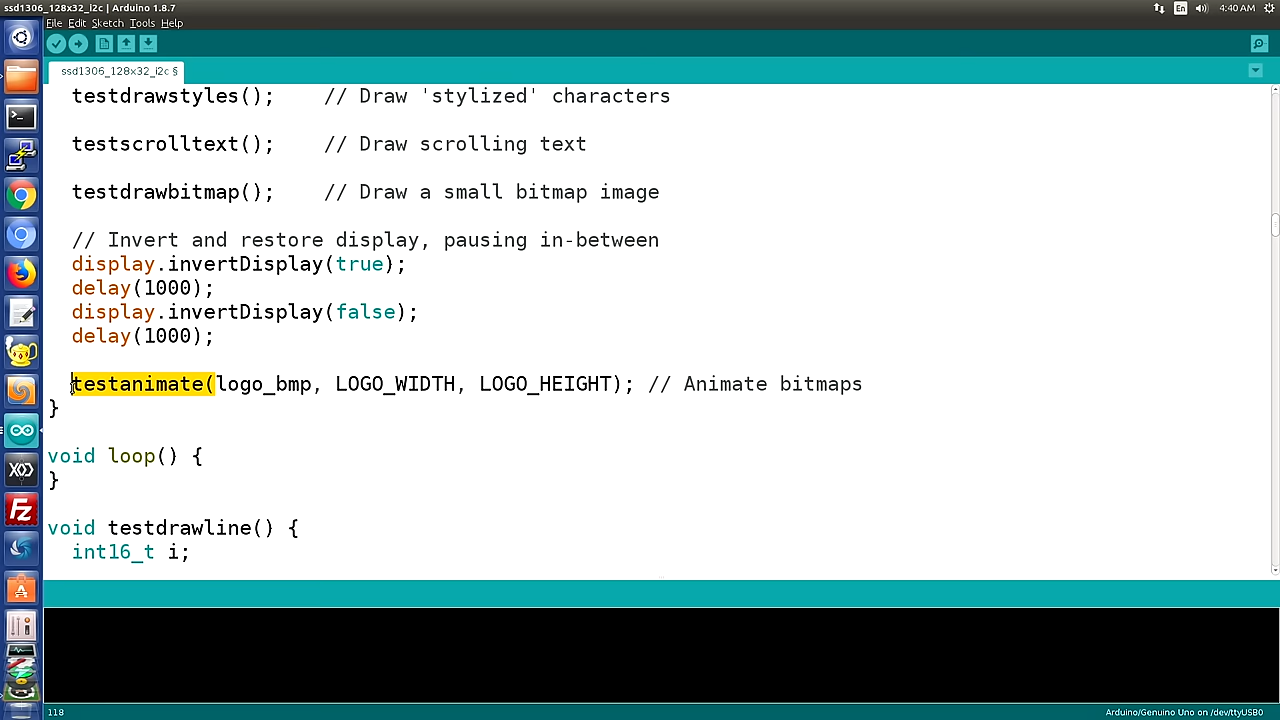 ssd1306_128x32_i2c | Arduino 1.8.7
En
4:40 AM
File Edit Sketch Tools Help
ssd1306_128x32_i2c §
testdrawstyles();    // Draw 'stylized' characters
testscrolltext();    // Draw scrolling text
testdrawbitmap();    // Draw a small bitmap image
// Invert and restore display, pausing in-between
display.invertDisplay(true);
delay(1000);
display.invertDisplay(false);
delay(1000);
testanimate(logo_bmp, LOGO_WIDTH, LOGO_HEIGHT); // Animate bitmaps
}
void loop() {
}
void testdrawline() {
int16_t i;
118
Arduino/Genuino Uno on /dev/ttyUSB0